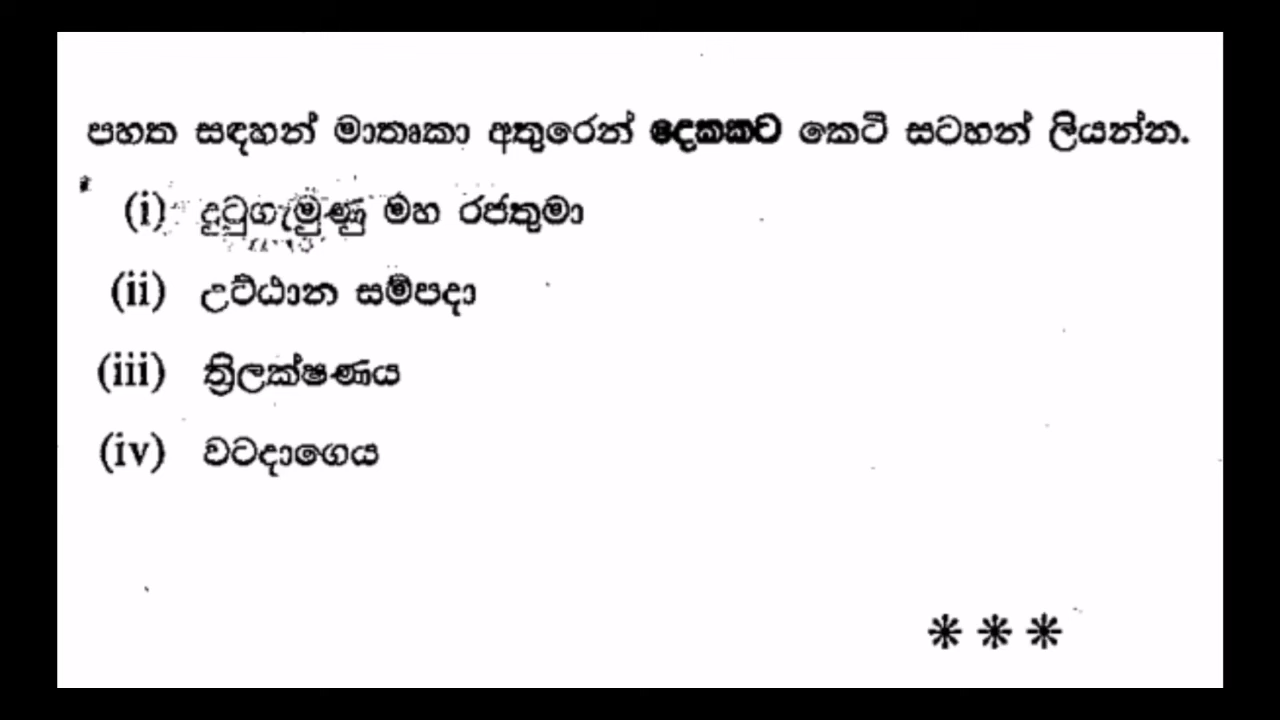 පහත සඳහන් මාතෘකා අතුරෙන් දෙකකට කෙටි සටහන් ලියන්න.
(i) දුටුගැමුණු මහ රජතුමා
(ii) උට්ඨාන සම්පදා
(iii) ත්‍රිලක්ෂණය
(iv) වටදාගෙය
***